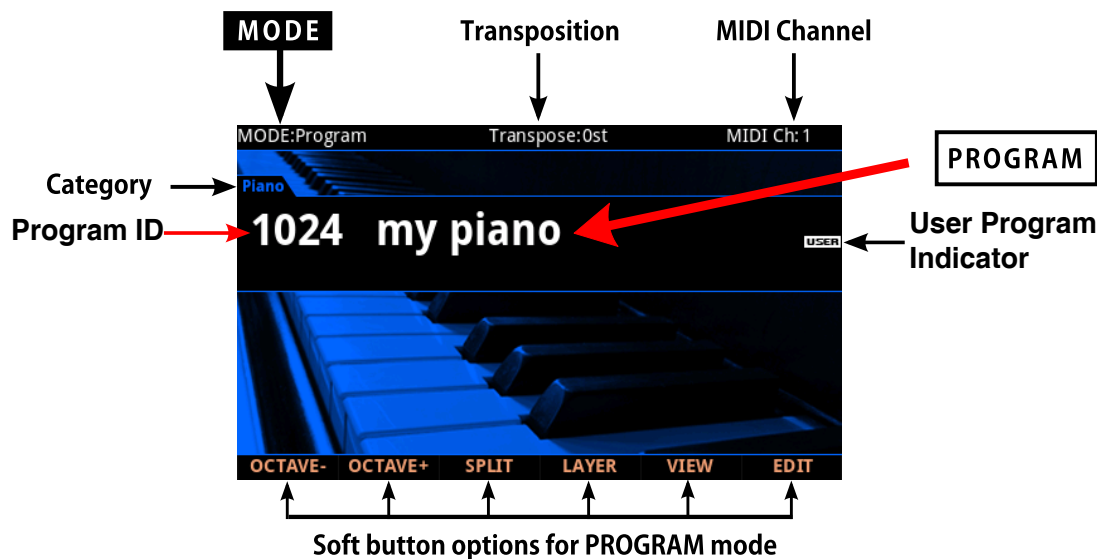 MODE
Transposition
MIDI Channel
MODE:Program
Transpose:0st
MIDI Ch:1
PROGRAM
Category
Piano
Program ID
1024 my piano
USER
User Program
Indicator
OCTAVE- OCTAVE+ SPLIT LAYER VIEW EDIT
Soft button options for PROGRAM mode